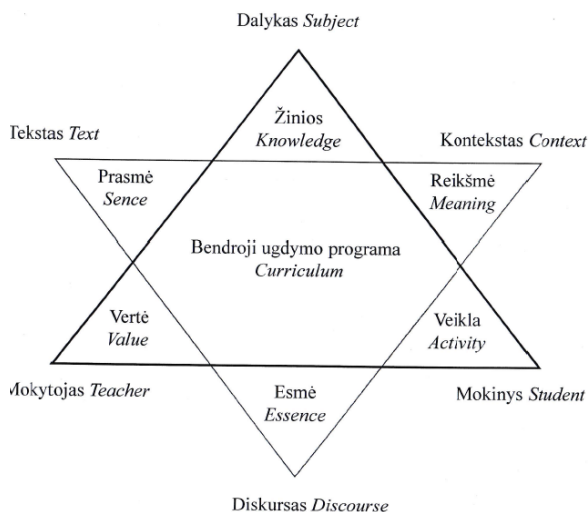 Dalykas Subject
Žinios
Knowledge
Tekstas Text
Kontekstas Context
Prasmė
Sence
Reikšmė
Meaning
Bendroji ugdymo programa
Curriculum
Vertė
Value
Veikla
Activity
Mokytojas Teacher
Esmė
Essence
Mokinys Student
Diskursas Discourse